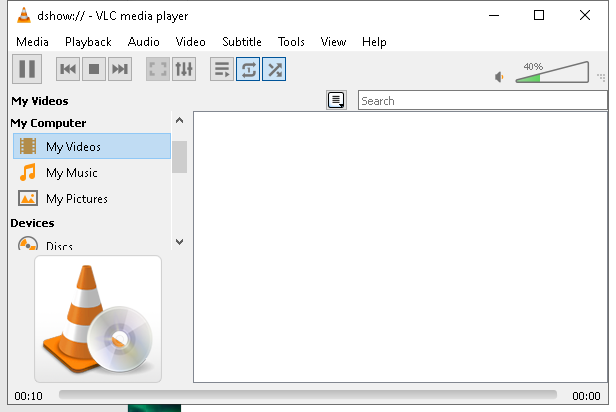 dshow:// - VLC media player
Media Playback Audio Video Subtitle Tools View Help
40%
My Videos
Search
My Computer
My Videos
My Music
My Pictures
Devices
Discs
00:10
00:00